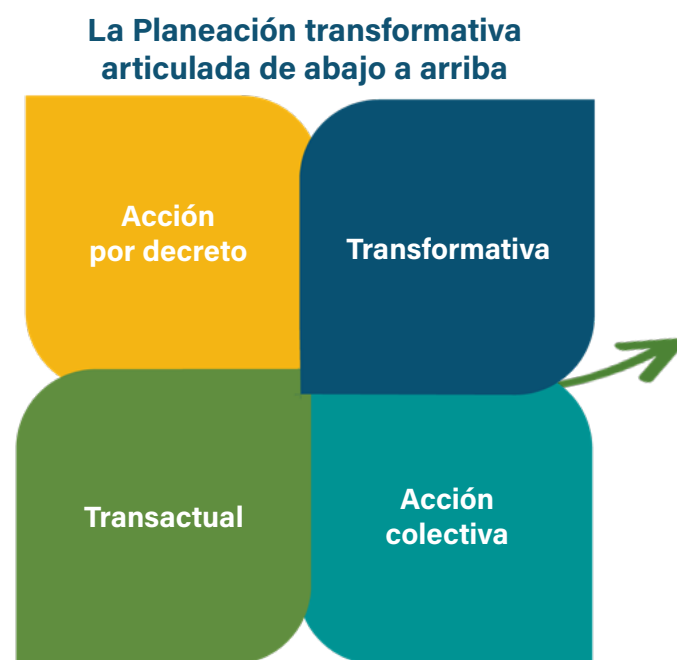 La Planeación transformativa
articulada de abajo a arriba
Acción
por decreto
Transformativa
Transactual
Acción
colectiva